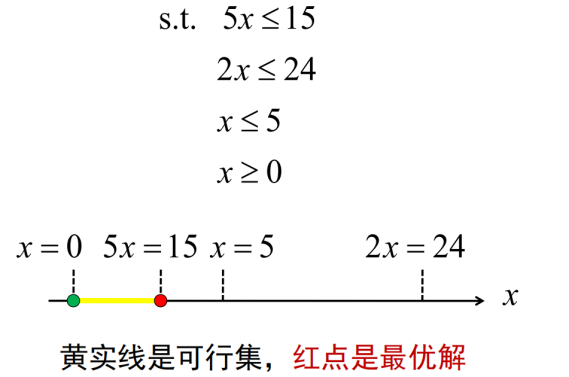 s.t. 5x ≤ 15
2x ≤ 24
x ≤ 5
x ≥ 0
x = 0 5x = 15 x = 5 2x = 24
x
黄实线是可行集，红点是最优解